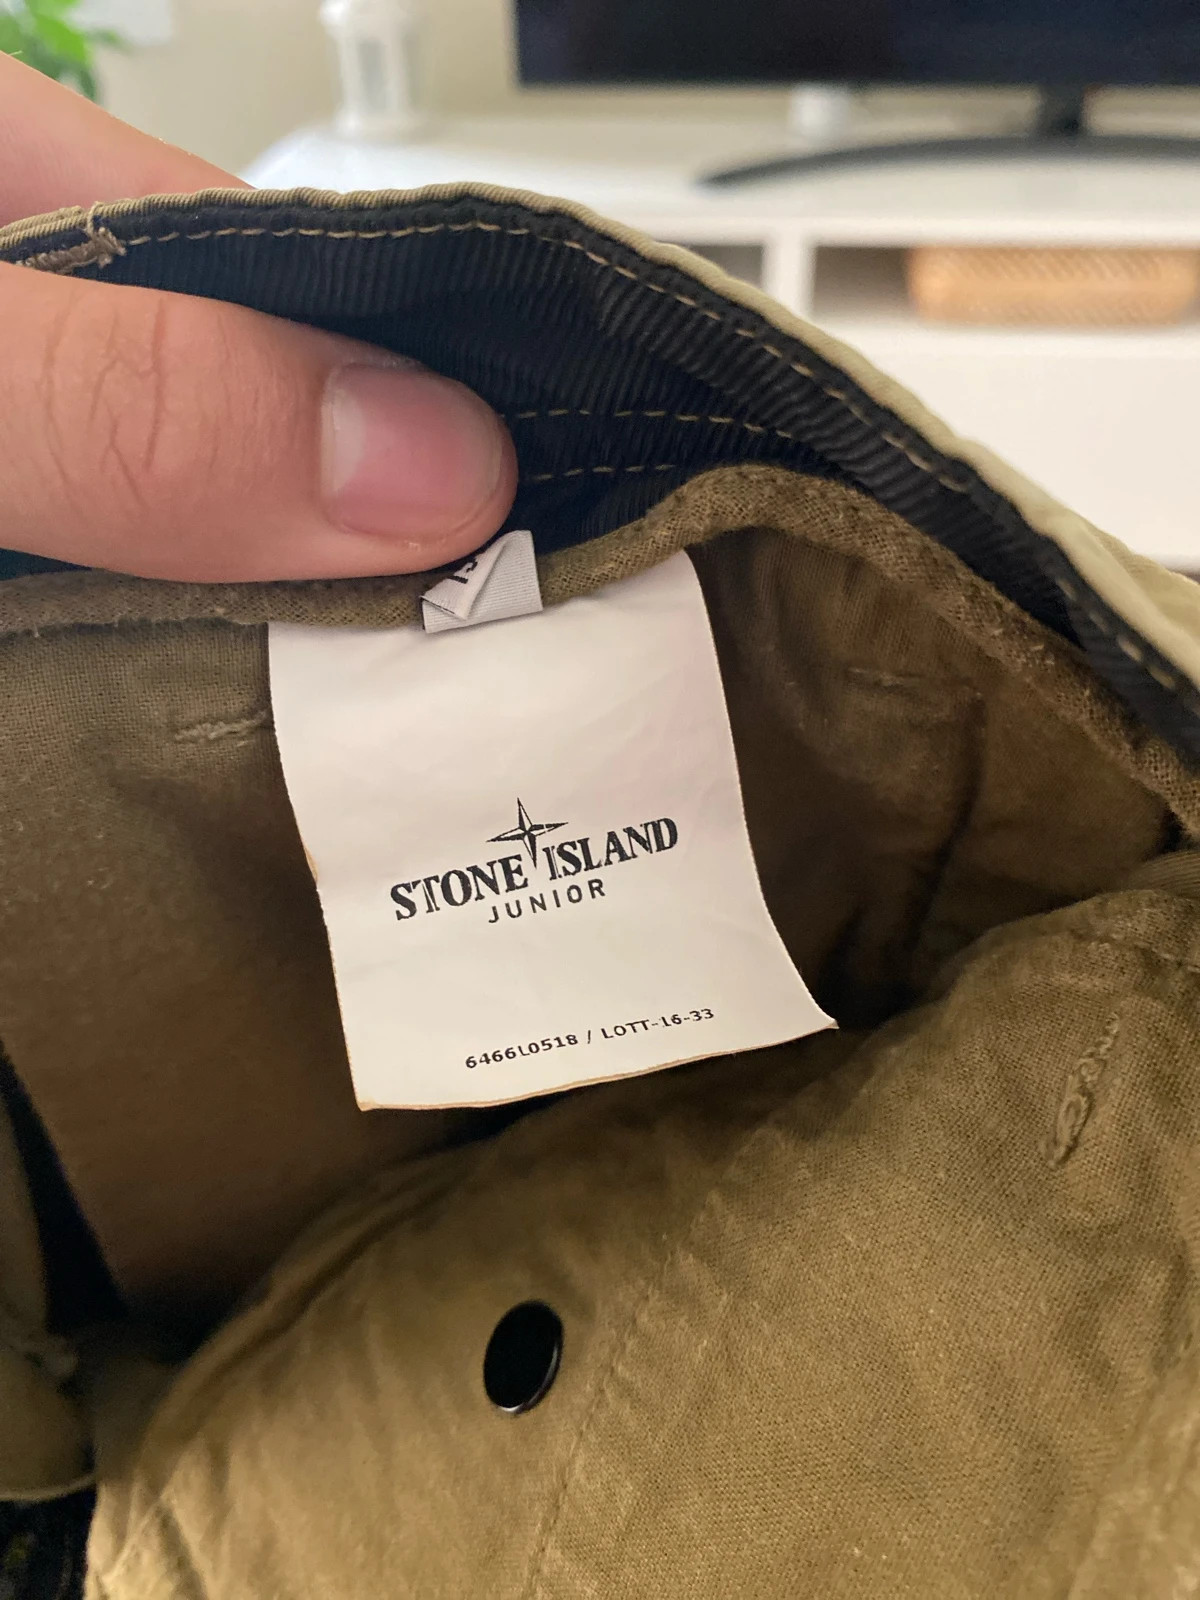 STONE ISLAND
JUNIOR
6466L0518 / LOTT-16-33